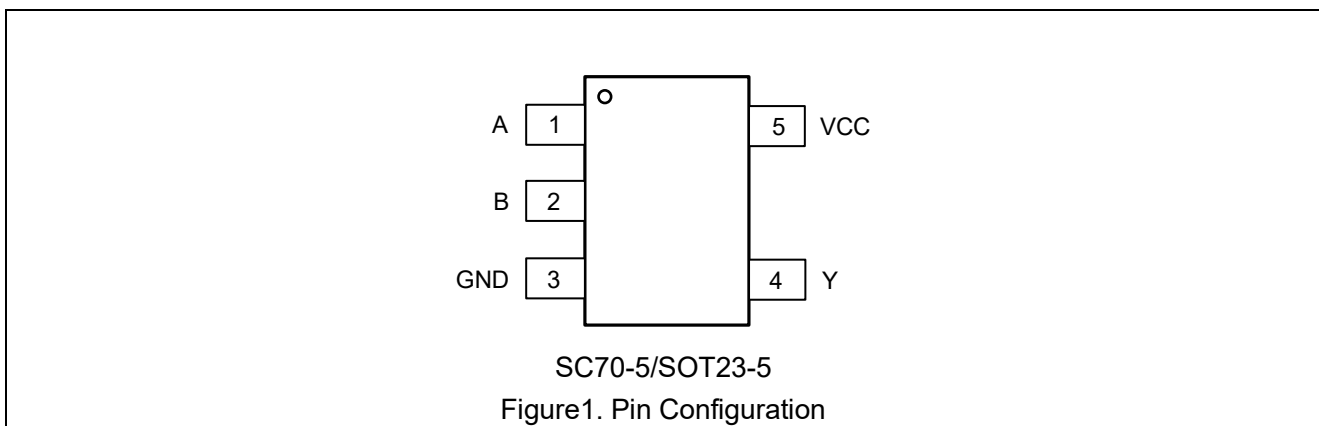 A 1 5 VCC
B 2
GND 3 4 Y
SC70-5/SOT23-5
Figure1. Pin Configuration